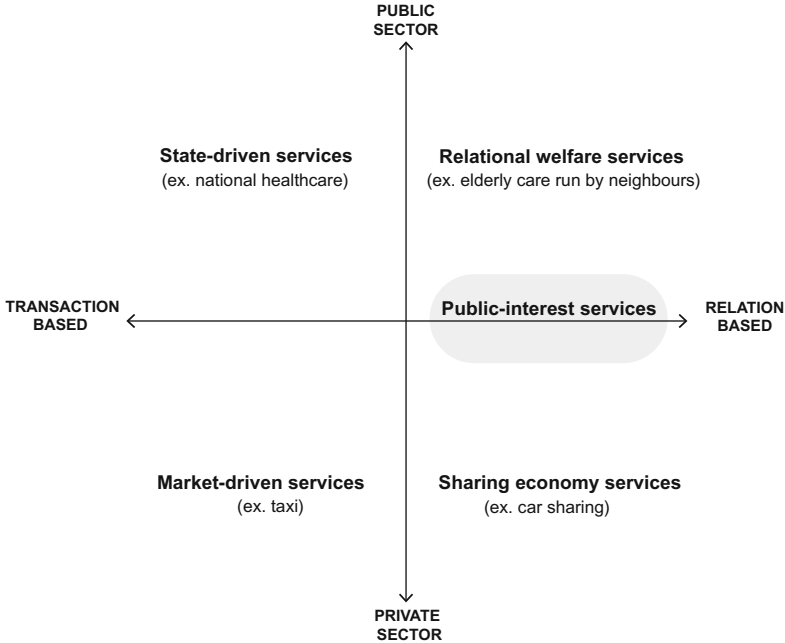 PUBLIC
SECTOR
State-driven services
(ex. national healthcare)
Relational welfare services
(ex. elderly care run by neighbours)
TRANSACTION
BASED
Public-interest services
RELATION
BASED
Market-driven services
(ex. taxi)
Sharing economy services
(ex. car sharing)
PRIVATE
SECTOR